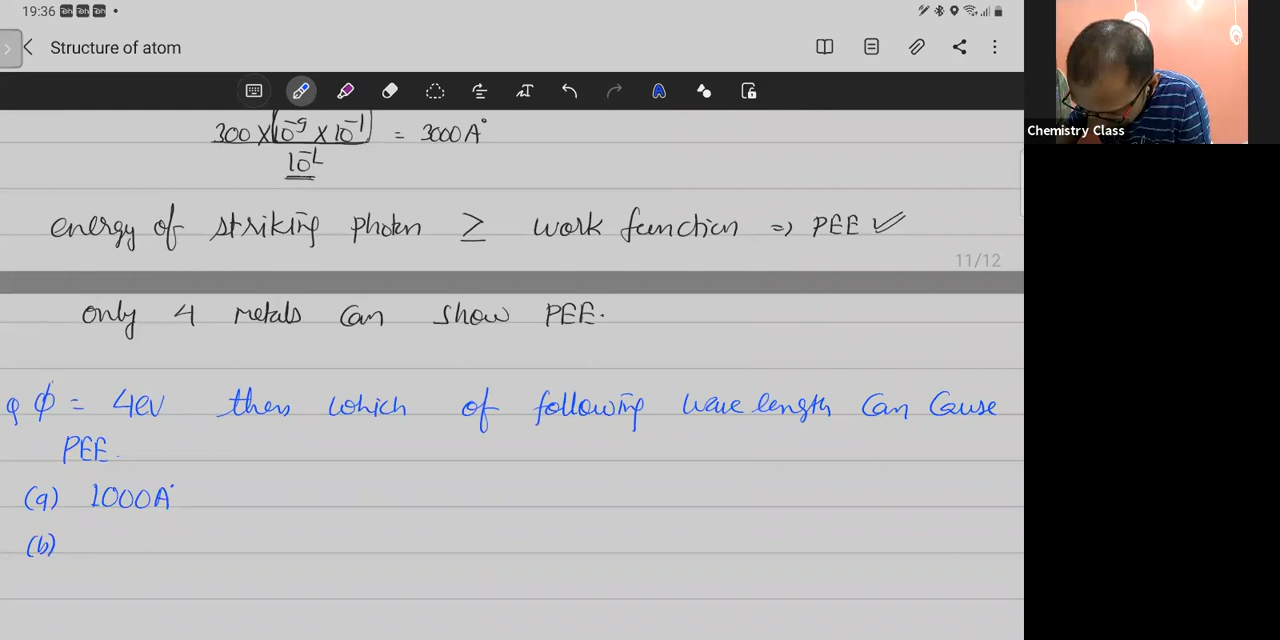 19:36
Structure of atom
300 × (10⁻⁹ × 10⁻¹) = 3000 A°
10⁻¹
energy of striking photon ≥ work function => PEE ✓
11/12
only 4 metals can show PEE.
q φ = 4ev then which of following wave length can cause
PEE.
(a) 1000A°
(b)
Chemistry Class